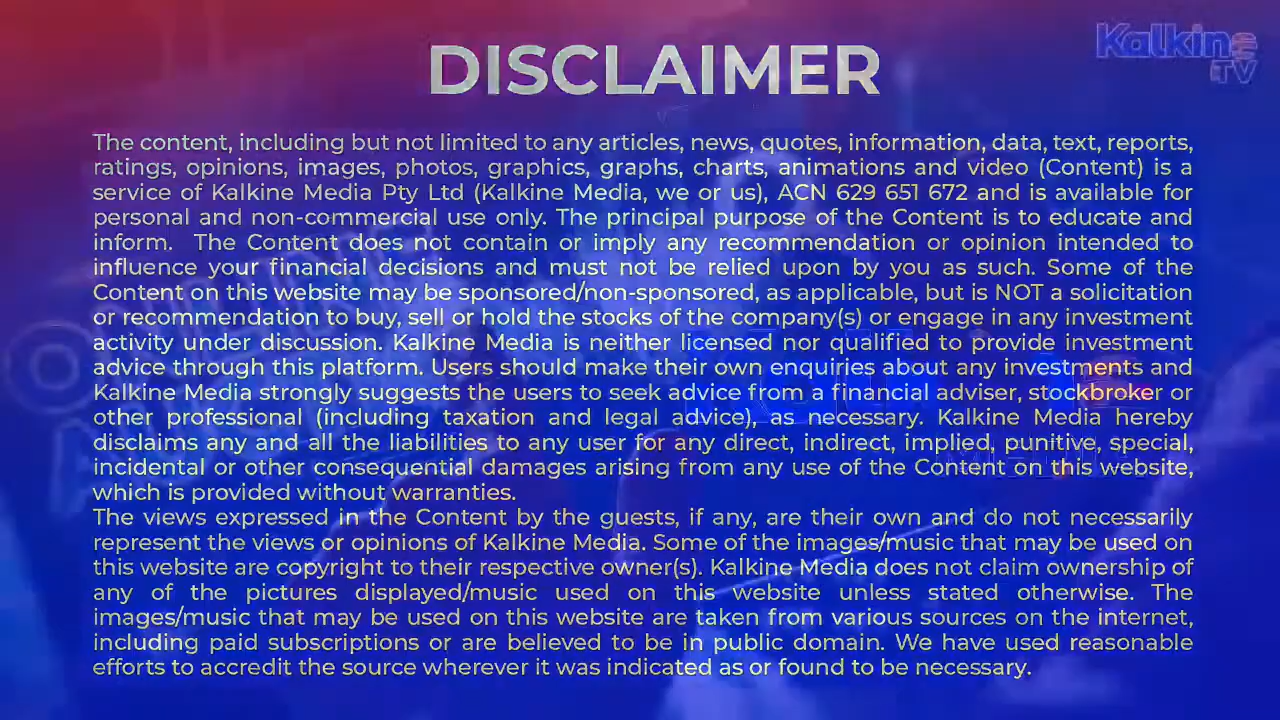 Kalkine
TV
DISCLAIMER
The content, including but not limited to any articles, news, quotes, information, data, text, reports,
ratings, opinions, images, photos, graphics, graphs, charts, animations and video (Content) is a
service of Kalkine Media Pty Ltd (Kalkine Media, we or us), ACN 629 651 672 and is available for
personal and non-commercial use only. The principal purpose of the Content is to educate and
inform. The Content does not contain or imply any recommendation or opinion intended to
influence your financial decisions and must not be relied upon by you as such. Some of the
Content on this website may be sponsored/non-sponsored, as applicable, but is NOT a solicitation
or recommendation to buy, sell or hold the stocks of the company(s) or engage in any investment
activity under discussion. Kalkine Media is neither licensed nor qualified to provide investment
advice through this platform. Users should make their own enquiries about any investments and
Kalkine Media strongly suggests the users to seek advice from a financial adviser, stockbroker or
other professional (including taxation and legal advice), as necessary. Kalkine Media hereby
disclaims any and all the liabilities to any user for any direct, indirect, implied, punitive, special,
incidental or other consequential damages arising from any use of the Content on this website,
which is provided without warranties.
The views expressed in the Content by the guests, if any, are their own and do not necessarily
represent the views or opinions of Kalkine Media. Some of the images/music that may be used on
this website are copyright to their respective owner(s). Kalkine Media does not claim ownership of
any of the pictures displayed/music used on this website unless stated otherwise. The
images/music that may be used on this website are taken from various sources on the internet,
including paid subscriptions or are believed to be in public domain. We have used reasonable
efforts to accredit the source wherever it was indicated as or found to be necessary.